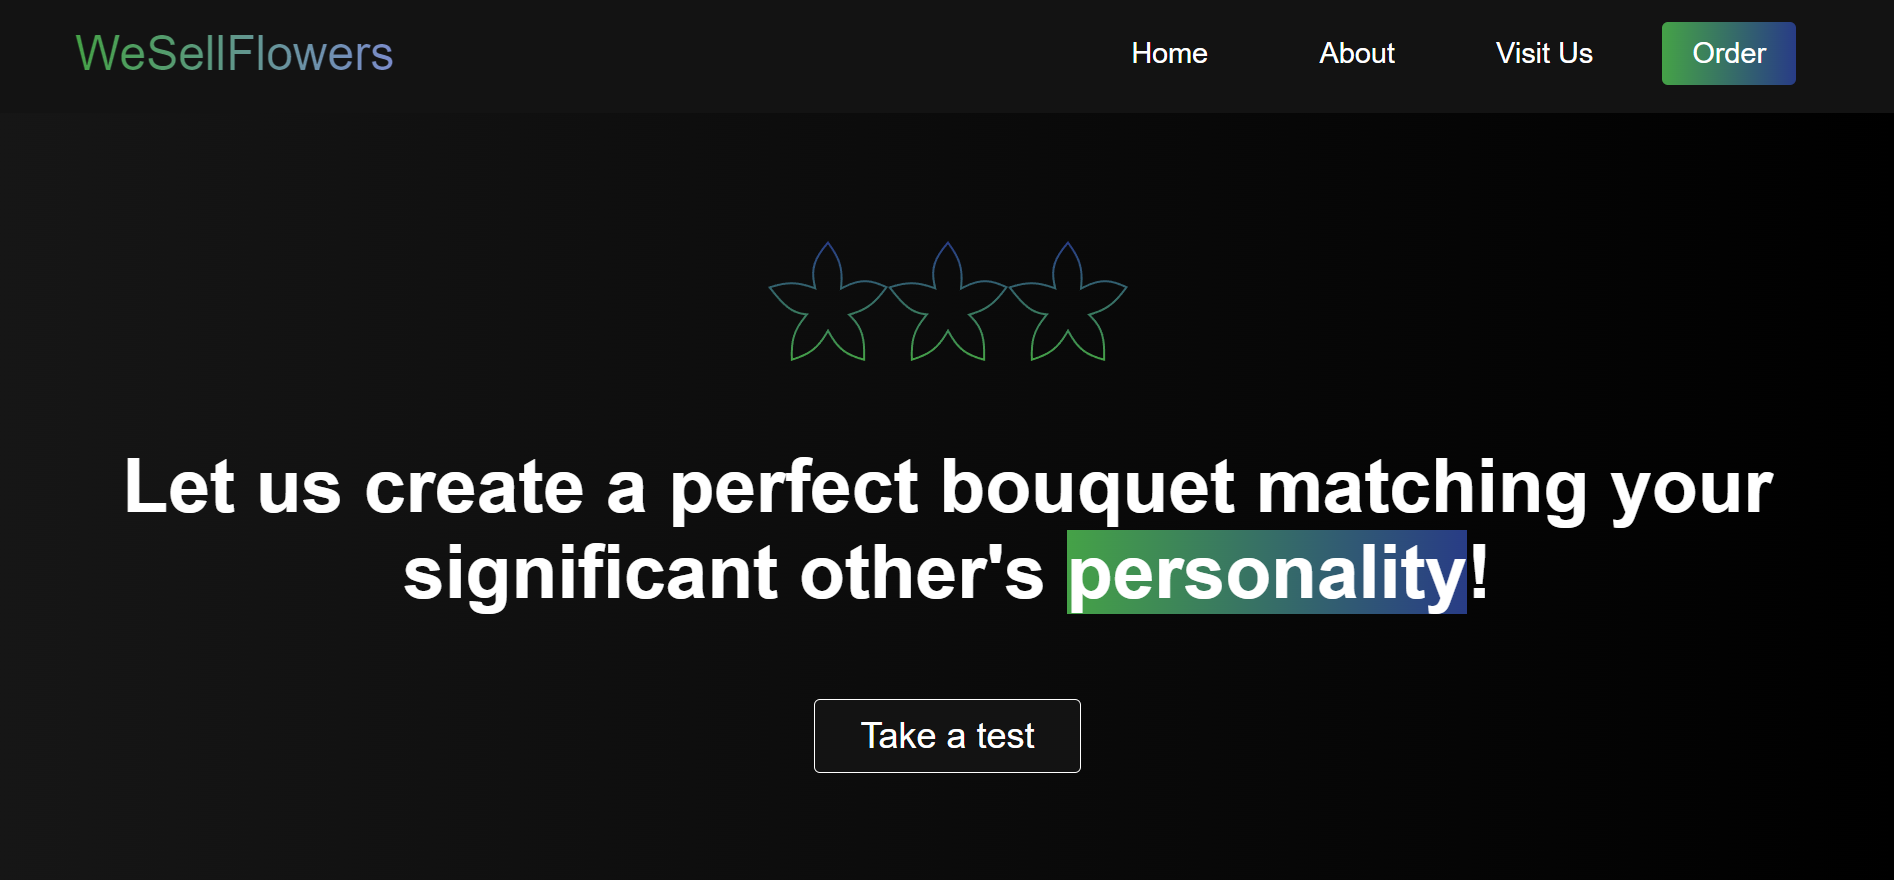 WeSellFlowers
Home
About
Visit Us
Order
Let us create a perfect bouquet matching your
significant other's personality!
Take a test